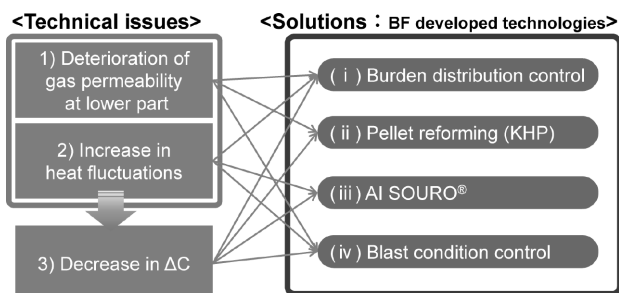 <Technical issues>
<Solutions：BF developed technologies>
1) Deterioration of
gas permeability
at lower part
2) Increase in
heat fluctuations
3) Decrease in ΔC
(ⅰ) Burden distribution control
(ⅱ) Pellet reforming (KHP)
(ⅲ) AI SOURO®
(ⅳ) Blast condition control